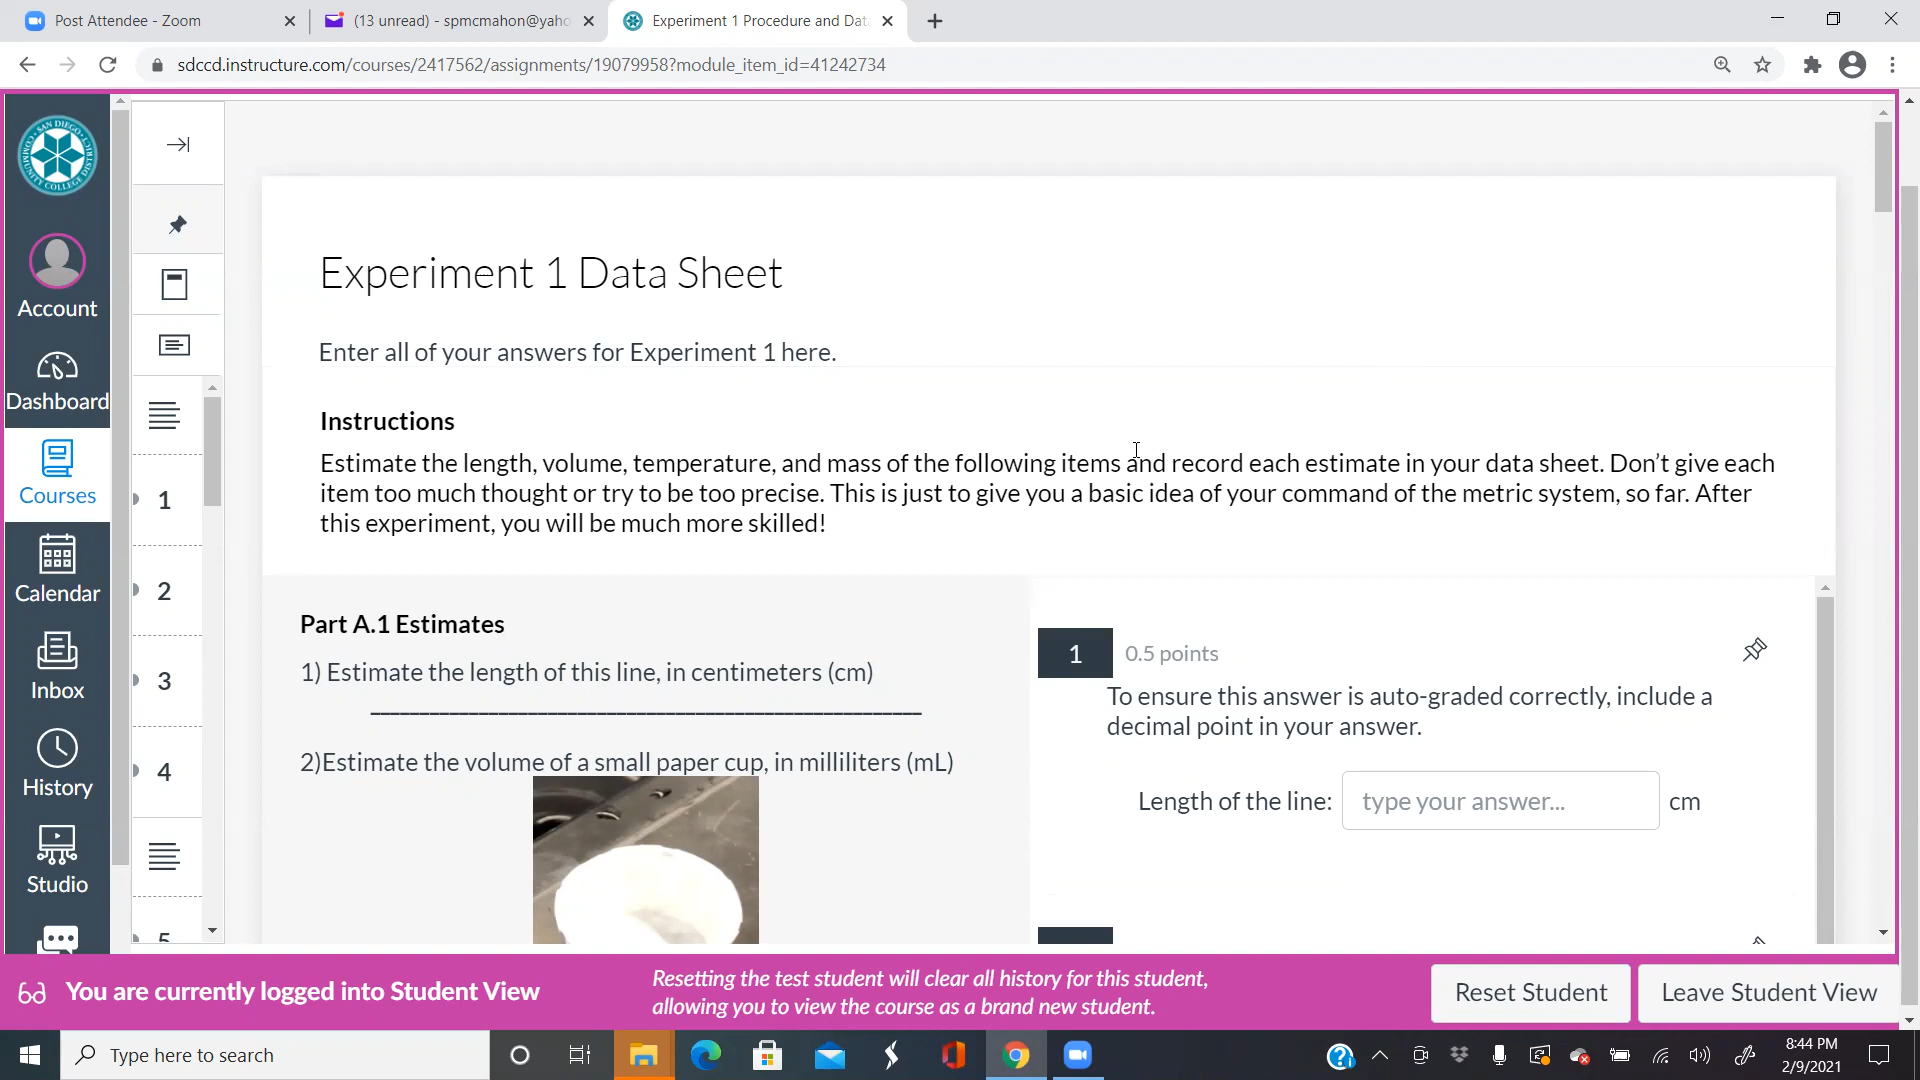 Post Attendee - Zoom
(13 unread) - spmcmahon@yaho
Experiment 1 Procedure and Dat
sdccd.instructure.com/courses/2417562/assignments/19079958?module_item_id=41242734
SAN DIEGO
COMMUNITY COLLEGE DISTRICT
Account
Dashboard
Courses
Calendar
Inbox
History
Studio
1
2
3
4
5
Experiment 1 Data Sheet
Enter all of your answers for Experiment 1 here.
Instructions
Estimate the length, volume, temperature, and mass of the following items and record each estimate in your data sheet. Don’t give each
item too much thought or try to be too precise. This is just to give you a basic idea of your command of the metric system, so far. After
this experiment, you will be much more skilled!
Part A.1 Estimates
1) Estimate the length of this line, in centimeters (cm)
2)Estimate the volume of a small paper cup, in milliliters (mL)
1
0.5 points
To ensure this answer is auto-graded correctly, include a
decimal point in your answer.
Length of the line: type your answer... cm
You are currently logged into Student View
Resetting the test student will clear all history for this student,
allowing you to view the course as a brand new student.
Reset Student
Leave Student View
Type here to search
8:44 PM
2/9/2021